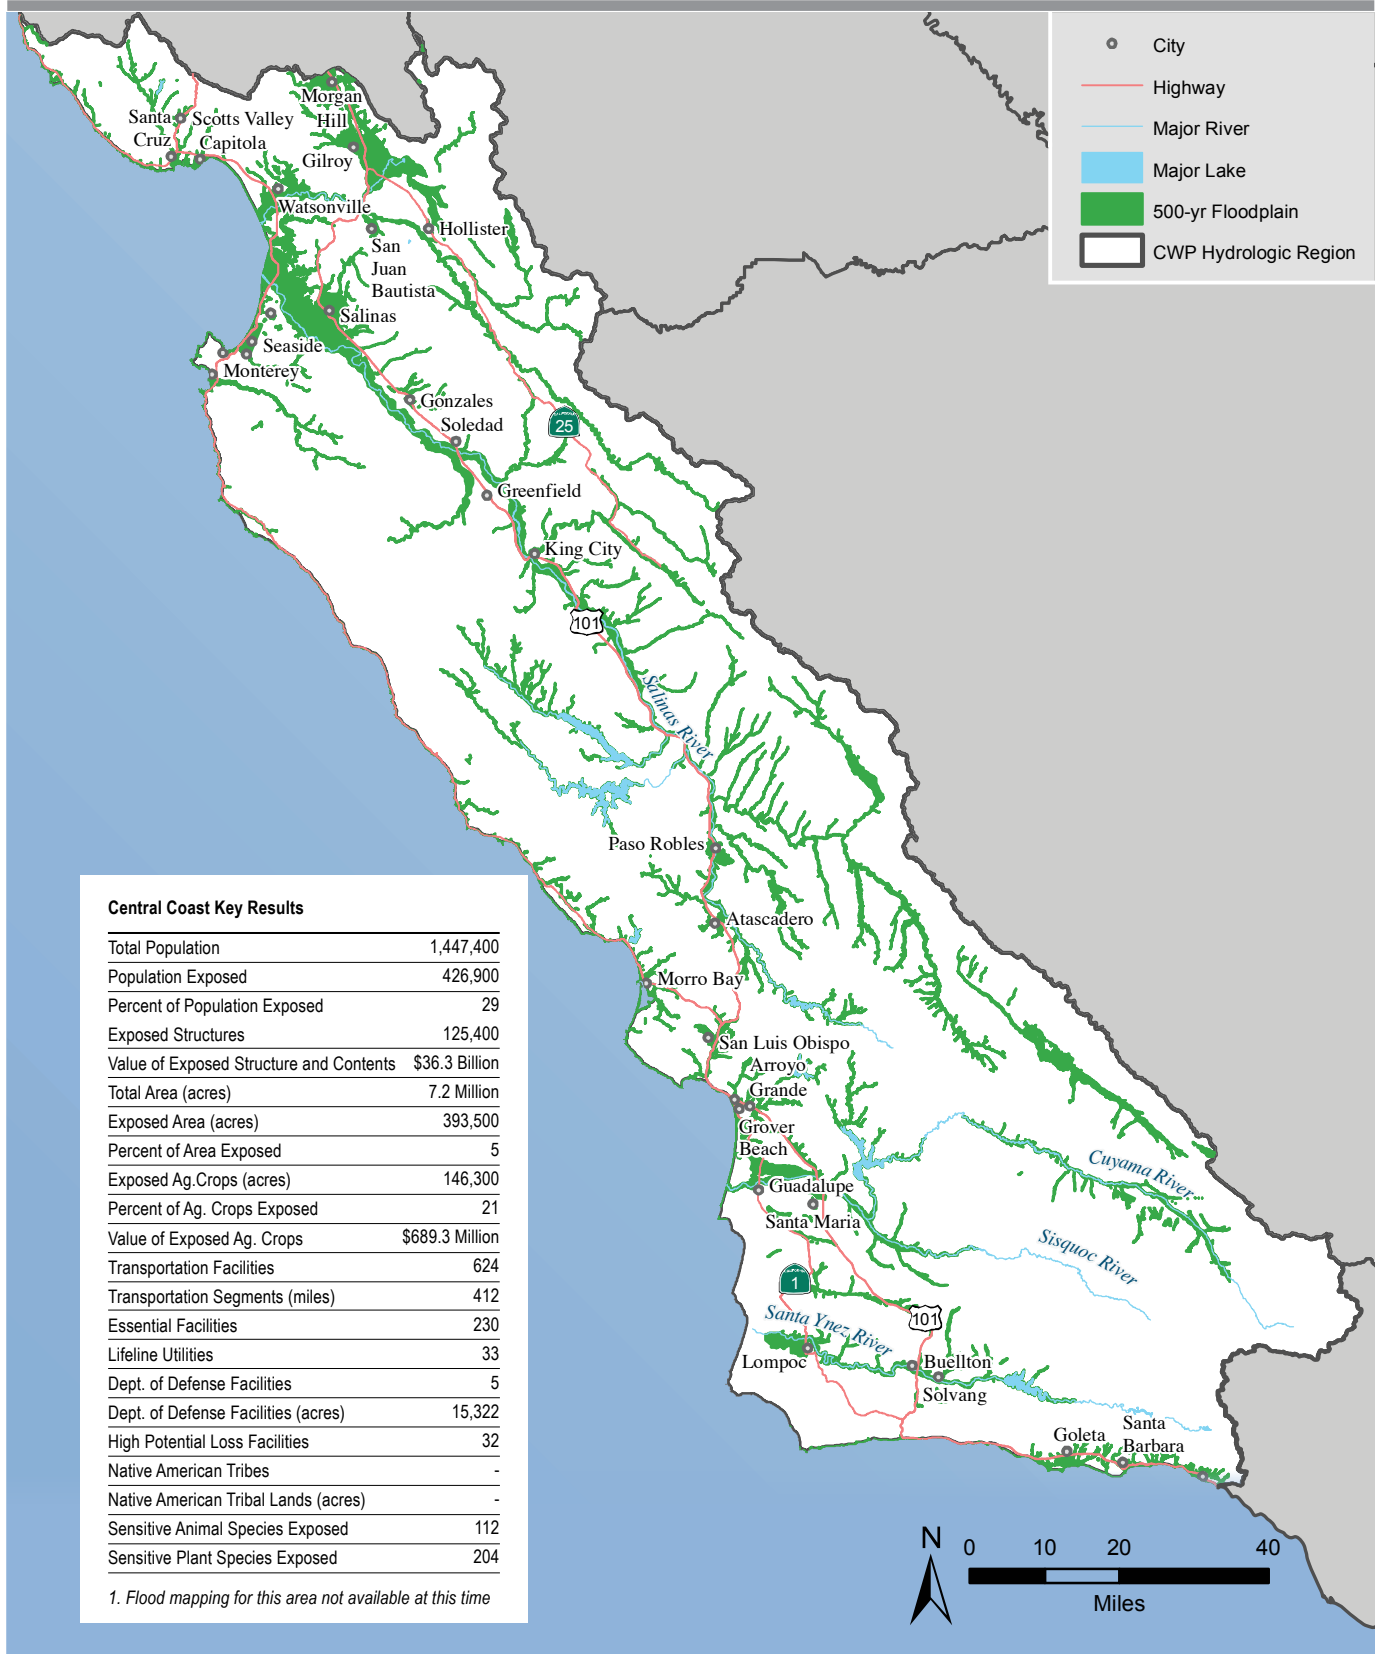 City
Highway
Major River
Major Lake
500-yr Floodplain
CWP Hydrologic Region
Morgan
Hill
Santa
Cruz
Scotts Valley
Capitola
Gilroy
Watsonville
Hollister
San
Juan
Bautista
Salinas
Seaside
Monterey
Gonzales
Soledad
25
Greenfield
King City
101
Salinas River
Paso Robles
Atascadero
Morro Bay
San Luis Obispo
Arroyo
Grande
Grover
Beach
Cuyama River
Guadalupe
Santa Maria
Sisquoc River
1
101
Santa Ynez River
Lompoc
Buellton
Solvang
Goleta
Santa
Barbara
Central Coast Key Results
Total Population 1,447,400
Population Exposed 426,900
Percent of Population Exposed 29
Exposed Structures 125,400
Value of Exposed Structure and Contents $36.3 Billion
Total Area (acres) 7.2 Million
Exposed Area (acres) 393,500
Percent of Area Exposed 5
Exposed Ag.Crops (acres) 146,300
Percent of Ag. Crops Exposed 21
Value of Exposed Ag. Crops $689.3 Million
Transportation Facilities 624
Transportation Segments (miles) 412
Essential Facilities 230
Lifeline Utilities 33
Dept. of Defense Facilities 5
Dept. of Defense Facilities (acres) 15,322
High Potential Loss Facilities 32
Native American Tribes -
Native American Tribal Lands (acres) -
Sensitive Animal Species Exposed 112
Sensitive Plant Species Exposed 204
1. Flood mapping for this area not available at this time
N
0 10 20 40
Miles